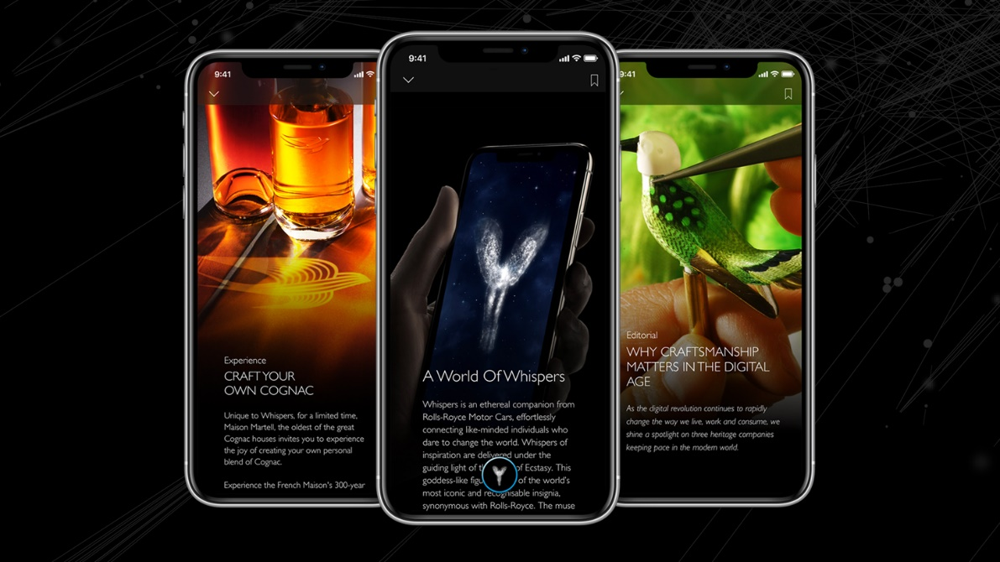 9:41
Experience
CRAFT YOUR
OWN COGNAC
Unique to Whispers, for a limited time,
Maison Martell, the oldest of the great
Cognac houses invites you to experience
the joy of creating your own personal
blend of Cognac.
Experience the French Maison's 300-year
9:41
A World Of Whispers
Whispers is an ethereal companion from
Rolls-Royce Motor Cars, effortlessly
connecting like-minded individuals who
dare to change the world. Whispers of
inspiration are delivered under the
guiding light of of Ecstasy. This
goddess-like of the world's
most iconic and recognisable insignia,
synonymous with Rolls-Royce. The muse
9:41
Editorial
WHY CRAFTSMANSHIP
MATTERS IN THE DIGITAL
AGE
As the digital revolution continues to rapidly
change the way we live, work and consume, we
shine a spotlight on three heritage companies
keeping pace in the modern world.